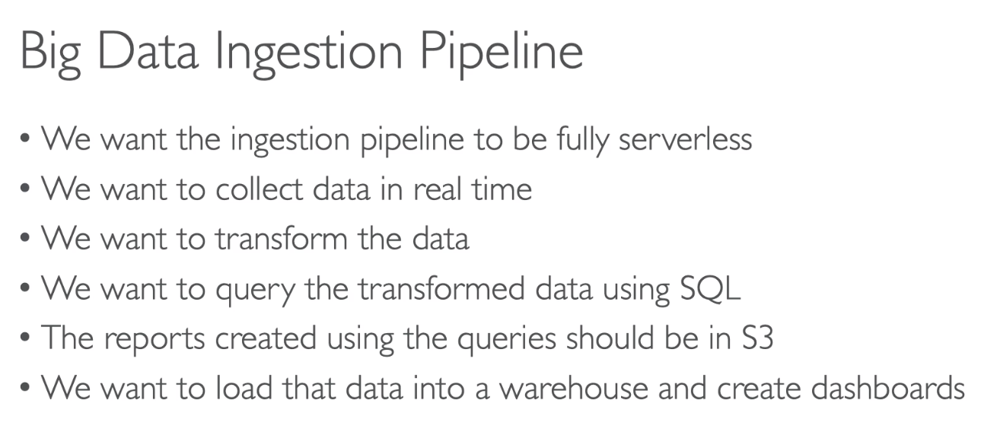 Big Data Ingestion Pipeline
• We want the ingestion pipeline to be fully serverless
• We want to collect data in real time
• We want to transform the data
• We want to query the transformed data using SQL
• The reports created using the queries should be in S3
• We want to load that data into a warehouse and create dashboards